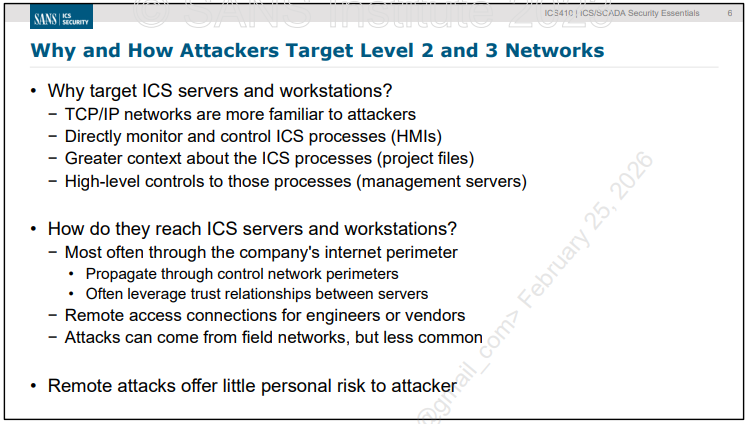 © SANS Institute 2026
SANS | ICS SECURITY
ICS410 | ICS/SCADA Security Essentials 6
Why and How Attackers Target Level 2 and 3 Networks
• Why target ICS servers and workstations?
− TCP/IP networks are more familiar to attackers
− Directly monitor and control ICS processes (HMIs)
− Greater context about the ICS processes (project files)
− High-level controls to those processes (management servers)
• How do they reach ICS servers and workstations?
− Most often through the company's internet perimeter
• Propagate through control network perimeters
• Often leverage trust relationships between servers
− Remote access connections for engineers or vendors
− Attacks can come from field networks, but less common
• Remote attacks offer little personal risk to attacker
@gmail_com> February 25, 2026